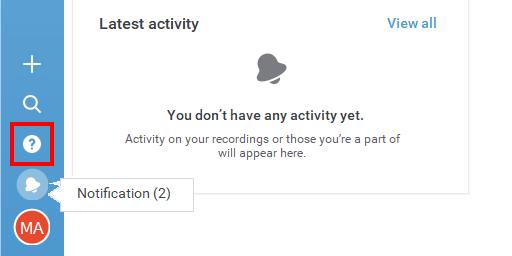 Latest activity
View all
You don’t have any activity yet.
Activity on your recordings or those you’re a part of
will appear here.
?
Notification (2)
MA